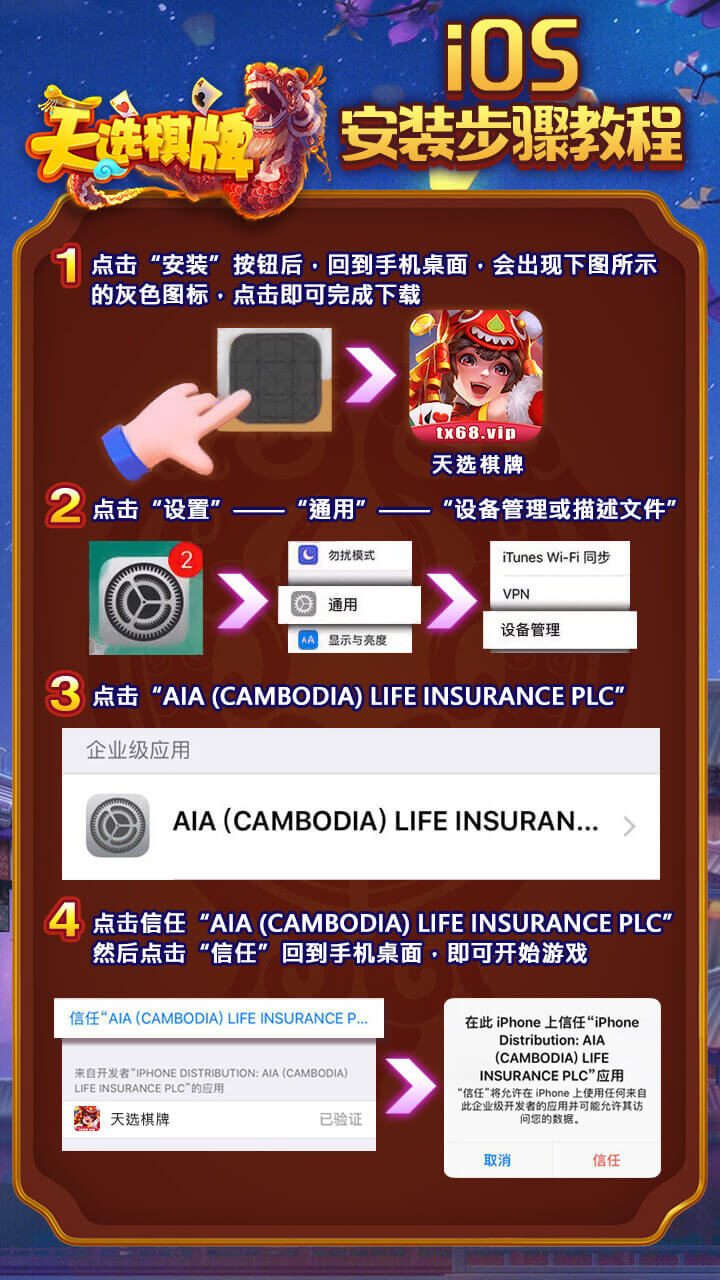 天选棋牌
iOS
安装步骤教程
1 点击“安装”按钮后，回到手机桌面，会出现下图所示
的灰色图标，点击即可完成下载
tx68.vip
天选棋牌
2 点击“设置”——“通用”——“设备管理或描述文件”
2
勿扰模式
通用
AA 显示与亮度
iTunes Wi-Fi 同步
VPN
设备管理
3 点击“AIA (CAMBODIA) LIFE INSURANCE PLC”
企业级应用
AIA (CAMBODIA) LIFE INSURAN...
4 点击信任“AIA (CAMBODIA) LIFE INSURANCE PLC”
然后点击“信任”回到手机桌面，即可开始游戏
信任“AIA (CAMBODIA) LIFE INSURANCE P...
来自开发者“IPHONE DISTRIBUTION: AIA (CAMBODIA)
LIFE INSURANCE PLC”的应用
天选棋牌 已验证
在此 iPhone 上信任“iPhone
Distribution: AIA
(CAMBODIA) LIFE
INSURANCE PLC”应用
“信任”将允许在 iPhone 上使用任何来自
此企业级开发者的应用并可能允许其访
问您的数据。
取消 信任